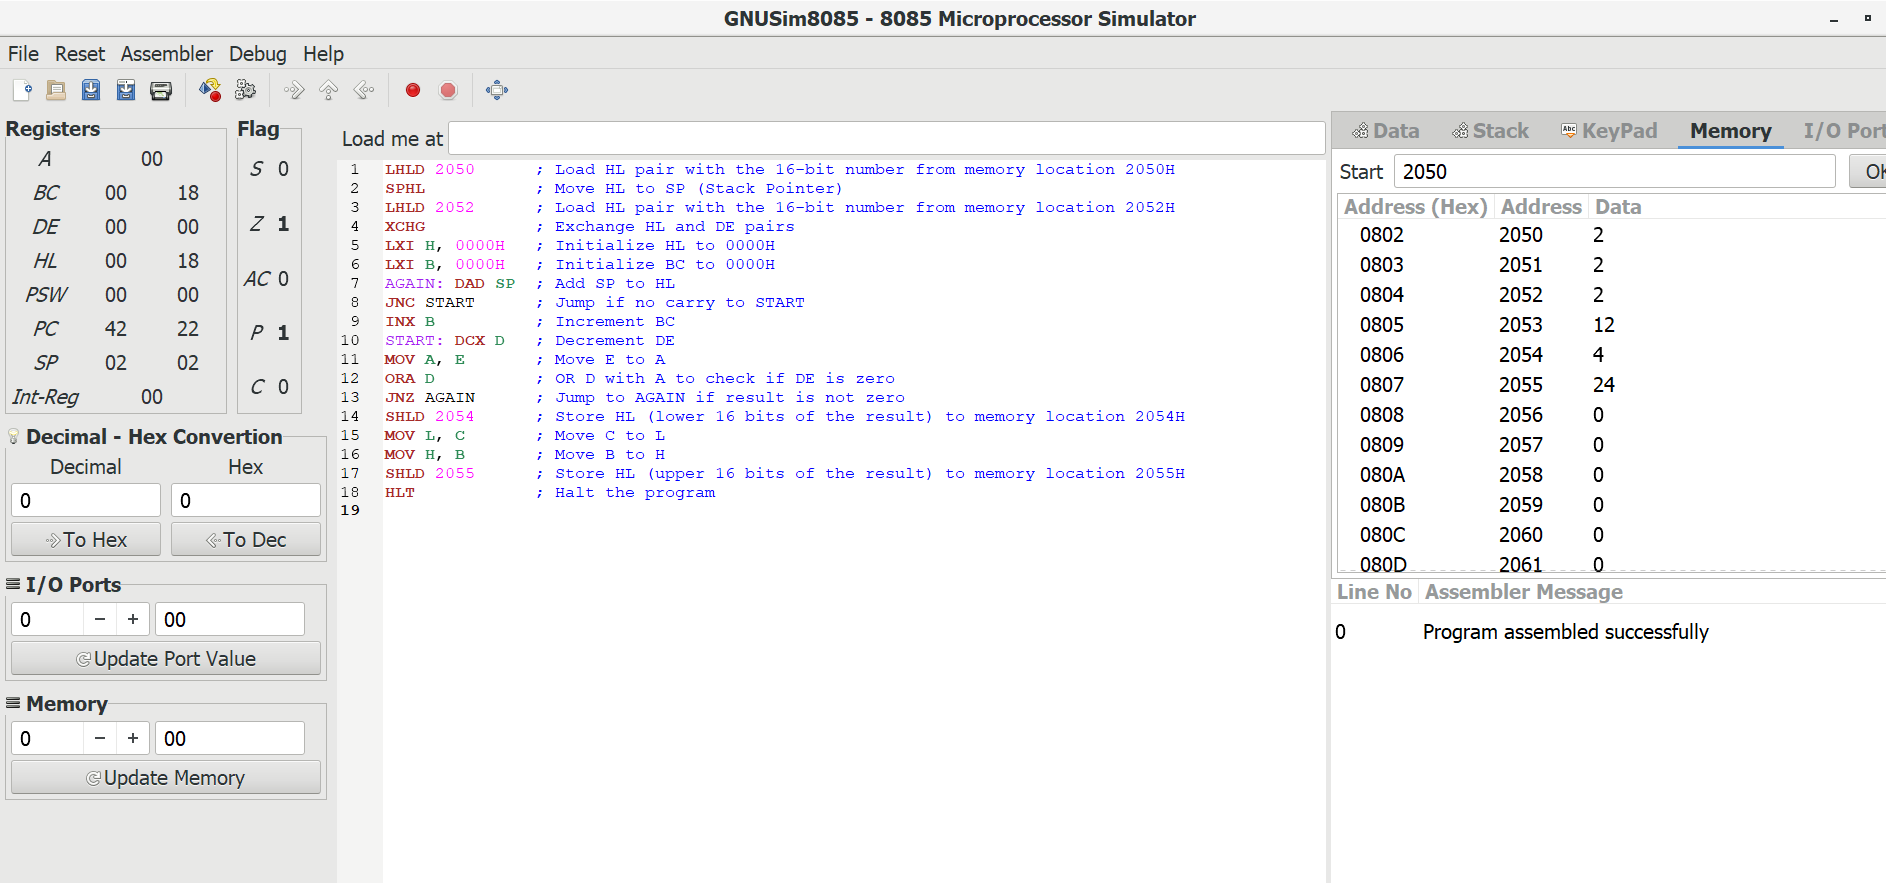 GNUSim8085 - 8085 Microprocessor Simulator
File Reset Assembler Debug Help
Registers
A 00
BC 00 18
DE 00 00
HL 00 18
PSW 00 00
PC 42 22
SP 02 02
Int-Reg 00
Flag
S 0
Z 1
AC 0
P 1
C 0
Decimal - Hex Convertion
Decimal Hex
0 0
To Hex To Dec
I/O Ports
0 - + 00
Update Port Value
Memory
0 - + 00
Update Memory
Load me at
1 LHLD 2050 ; Load HL pair with the 16-bit number from memory location 2050H
2 SPHL ; Move HL to SP (Stack Pointer)
3 LHLD 2052 ; Load HL pair with the 16-bit number from memory location 2052H
4 XCHG ; Exchange HL and DE pairs
5 LXI H, 0000H ; Initialize HL to 0000H
6 LXI B, 0000H ; Initialize BC to 0000H
7 AGAIN: DAD SP ; Add SP to HL
8 JNC START ; Jump if no carry to START
9 INX B ; Increment BC
10 START: DCX D ; Decrement DE
11 MOV A, E ; Move E to A
12 ORA D ; OR D with A to check if DE is zero
13 JNZ AGAIN ; Jump to AGAIN if result is not zero
14 SHLD 2054 ; Store HL (lower 16 bits of the result) to memory location 2054H
15 MOV L, C ; Move C to L
16 MOV H, B ; Move B to H
17 SHLD 2055 ; Store HL (upper 16 bits of the result) to memory location 2055H
18 HLT ; Halt the program
19
Data Stack Abc KeyPad Memory I/O Port
Start 2050 OK
Address (Hex) Address Data
0802 2050 2
0803 2051 2
0804 2052 2
0805 2053 12
0806 2054 4
0807 2055 24
0808 2056 0
0809 2057 0
080A 2058 0
080B 2059 0
080C 2060 0
080D 2061 0
Line No Assembler Message
0 Program assembled successfully